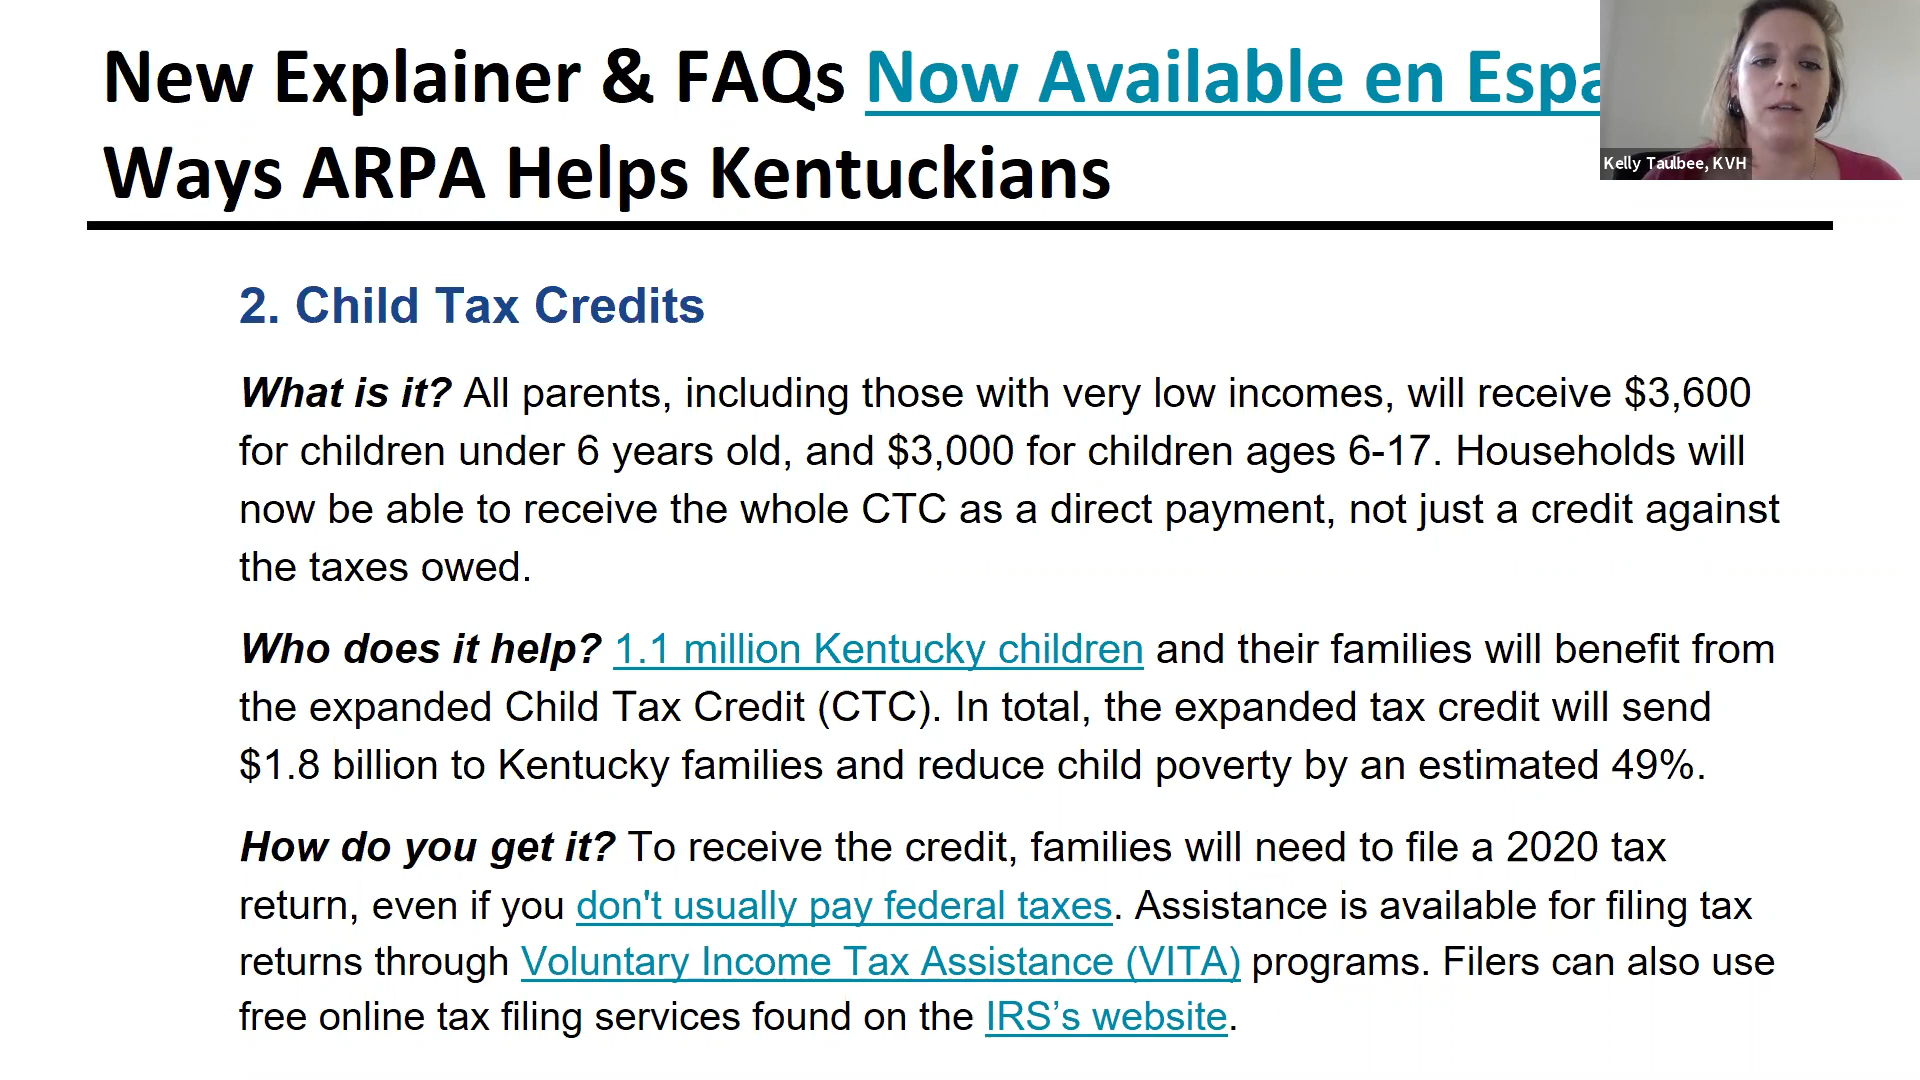 New Explainer & FAQs Now Available en Espa
Ways ARPA Helps Kentuckians
Kelly Taulbee, KVH
2. Child Tax Credits
What is it? All parents, including those with very low incomes, will receive $3,600
for children under 6 years old, and $3,000 for children ages 6-17. Households will
now be able to receive the whole CTC as a direct payment, not just a credit against
the taxes owed.
Who does it help? 1.1 million Kentucky children and their families will benefit from
the expanded Child Tax Credit (CTC). In total, the expanded tax credit will send
$1.8 billion to Kentucky families and reduce child poverty by an estimated 49%.
How do you get it? To receive the credit, families will need to file a 2020 tax
return, even if you don't usually pay federal taxes. Assistance is available for filing tax
returns through Voluntary Income Tax Assistance (VITA) programs. Filers can also use
free online tax filing services found on the IRS’s website.